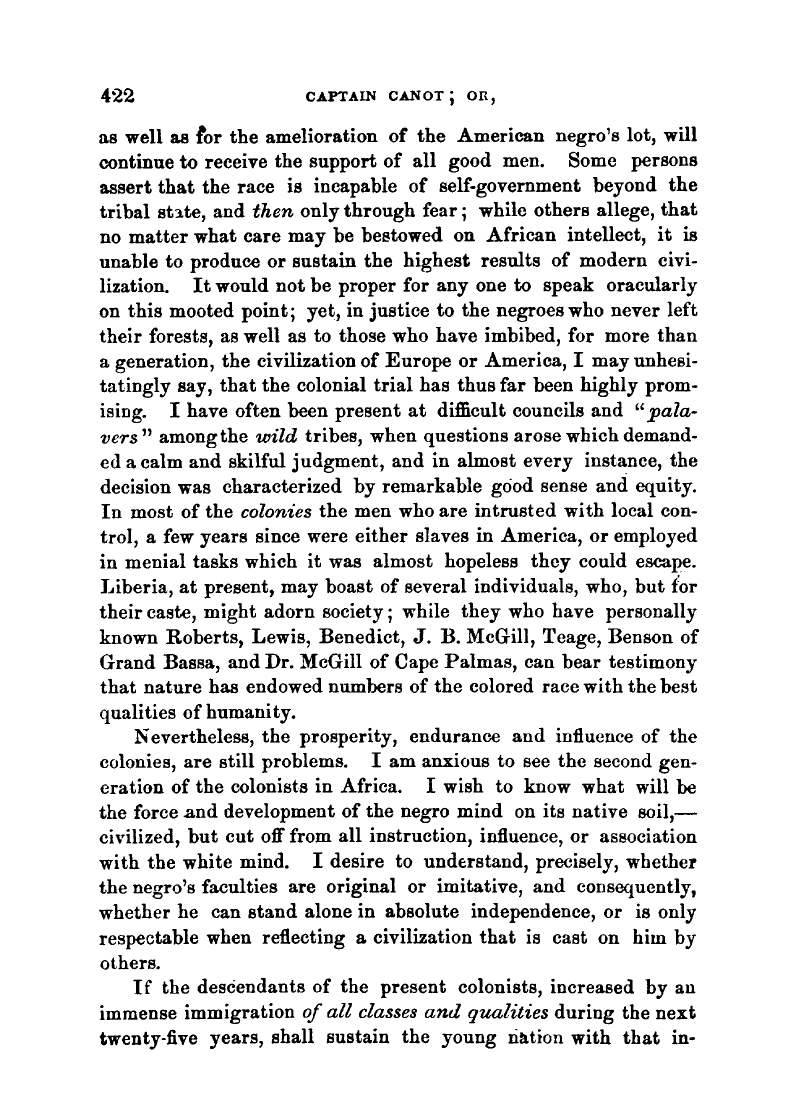 422 CAPTAIN CANOT; OR,
as well as for the amelioration of the American negro's lot, will
continue to receive the support of all good men. Some persons
assert that the race is incapable of self-government beyond the
tribal state, and then only through fear; while others allege, that
no matter what care may be bestowed on African intellect, it is
unable to produce or sustain the highest results of modern civi-
lization. It would not be proper for any one to speak oracularly
on this mooted point; yet, in justice to the negroes who never left
their forests, as well as to those who have imbibed, for more than
a generation, the civilization of Europe or America, I may unhesi-
tatingly say, that the colonial trial has thus far been highly prom-
ising. I have often been present at difficult councils and "pala-
vers" among the wild tribes, when questions arose which demand-
ed a calm and skilful judgment, and in almost every instance, the
decision was characterized by remarkable good sense and equity.
In most of the colonies the men who are intrusted with local con-
trol, a few years since were either slaves in America, or employed
in menial tasks which it was almost hopeless they could escape.
Liberia, at present, may boast of several individuals, who, but for
their caste, might adorn society; while they who have personally
known Roberts, Lewis, Benedict, J. B. McGill, Teage, Benson of
Grand Bassa, and Dr. McGill of Cape Palmas, can bear testimony
that nature has endowed numbers of the colored race with the best
qualities of humanity.
Nevertheless, the prosperity, endurance and influence of the
colonies, are still problems. I am anxious to see the second gen-
eration of the colonists in Africa. I wish to know what will be
the force and development of the negro mind on its native soil,—
civilized, but cut off from all instruction, influence, or association
with the white mind. I desire to understand, precisely, whether
the negro's faculties are original or imitative, and consequently,
whether he can stand alone in absolute independence, or is only
respectable when reflecting a civilization that is cast on him by
others.
If the descendants of the present colonists, increased by an
immense immigration of all classes and qualities during the next
twenty-five years, shall sustain the young nation with that in-